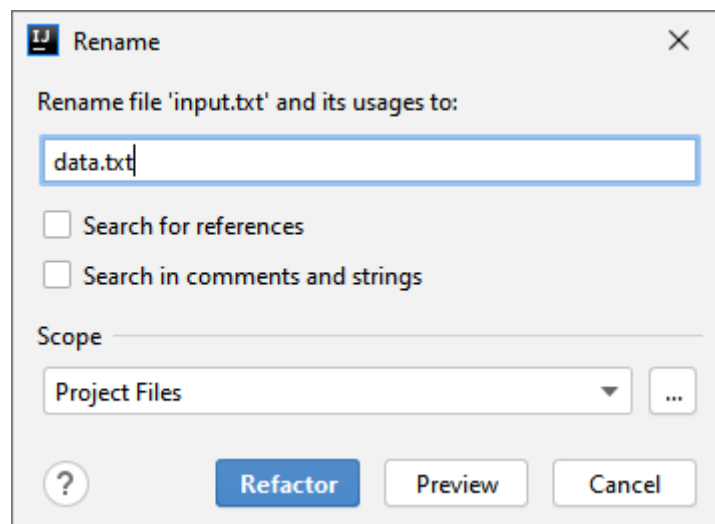 IJ Rename
Rename file 'input.txt' and its usages to:
data.txt
Search for references
Search in comments and strings
Scope
Project Files ...
? Refactor Preview Cancel